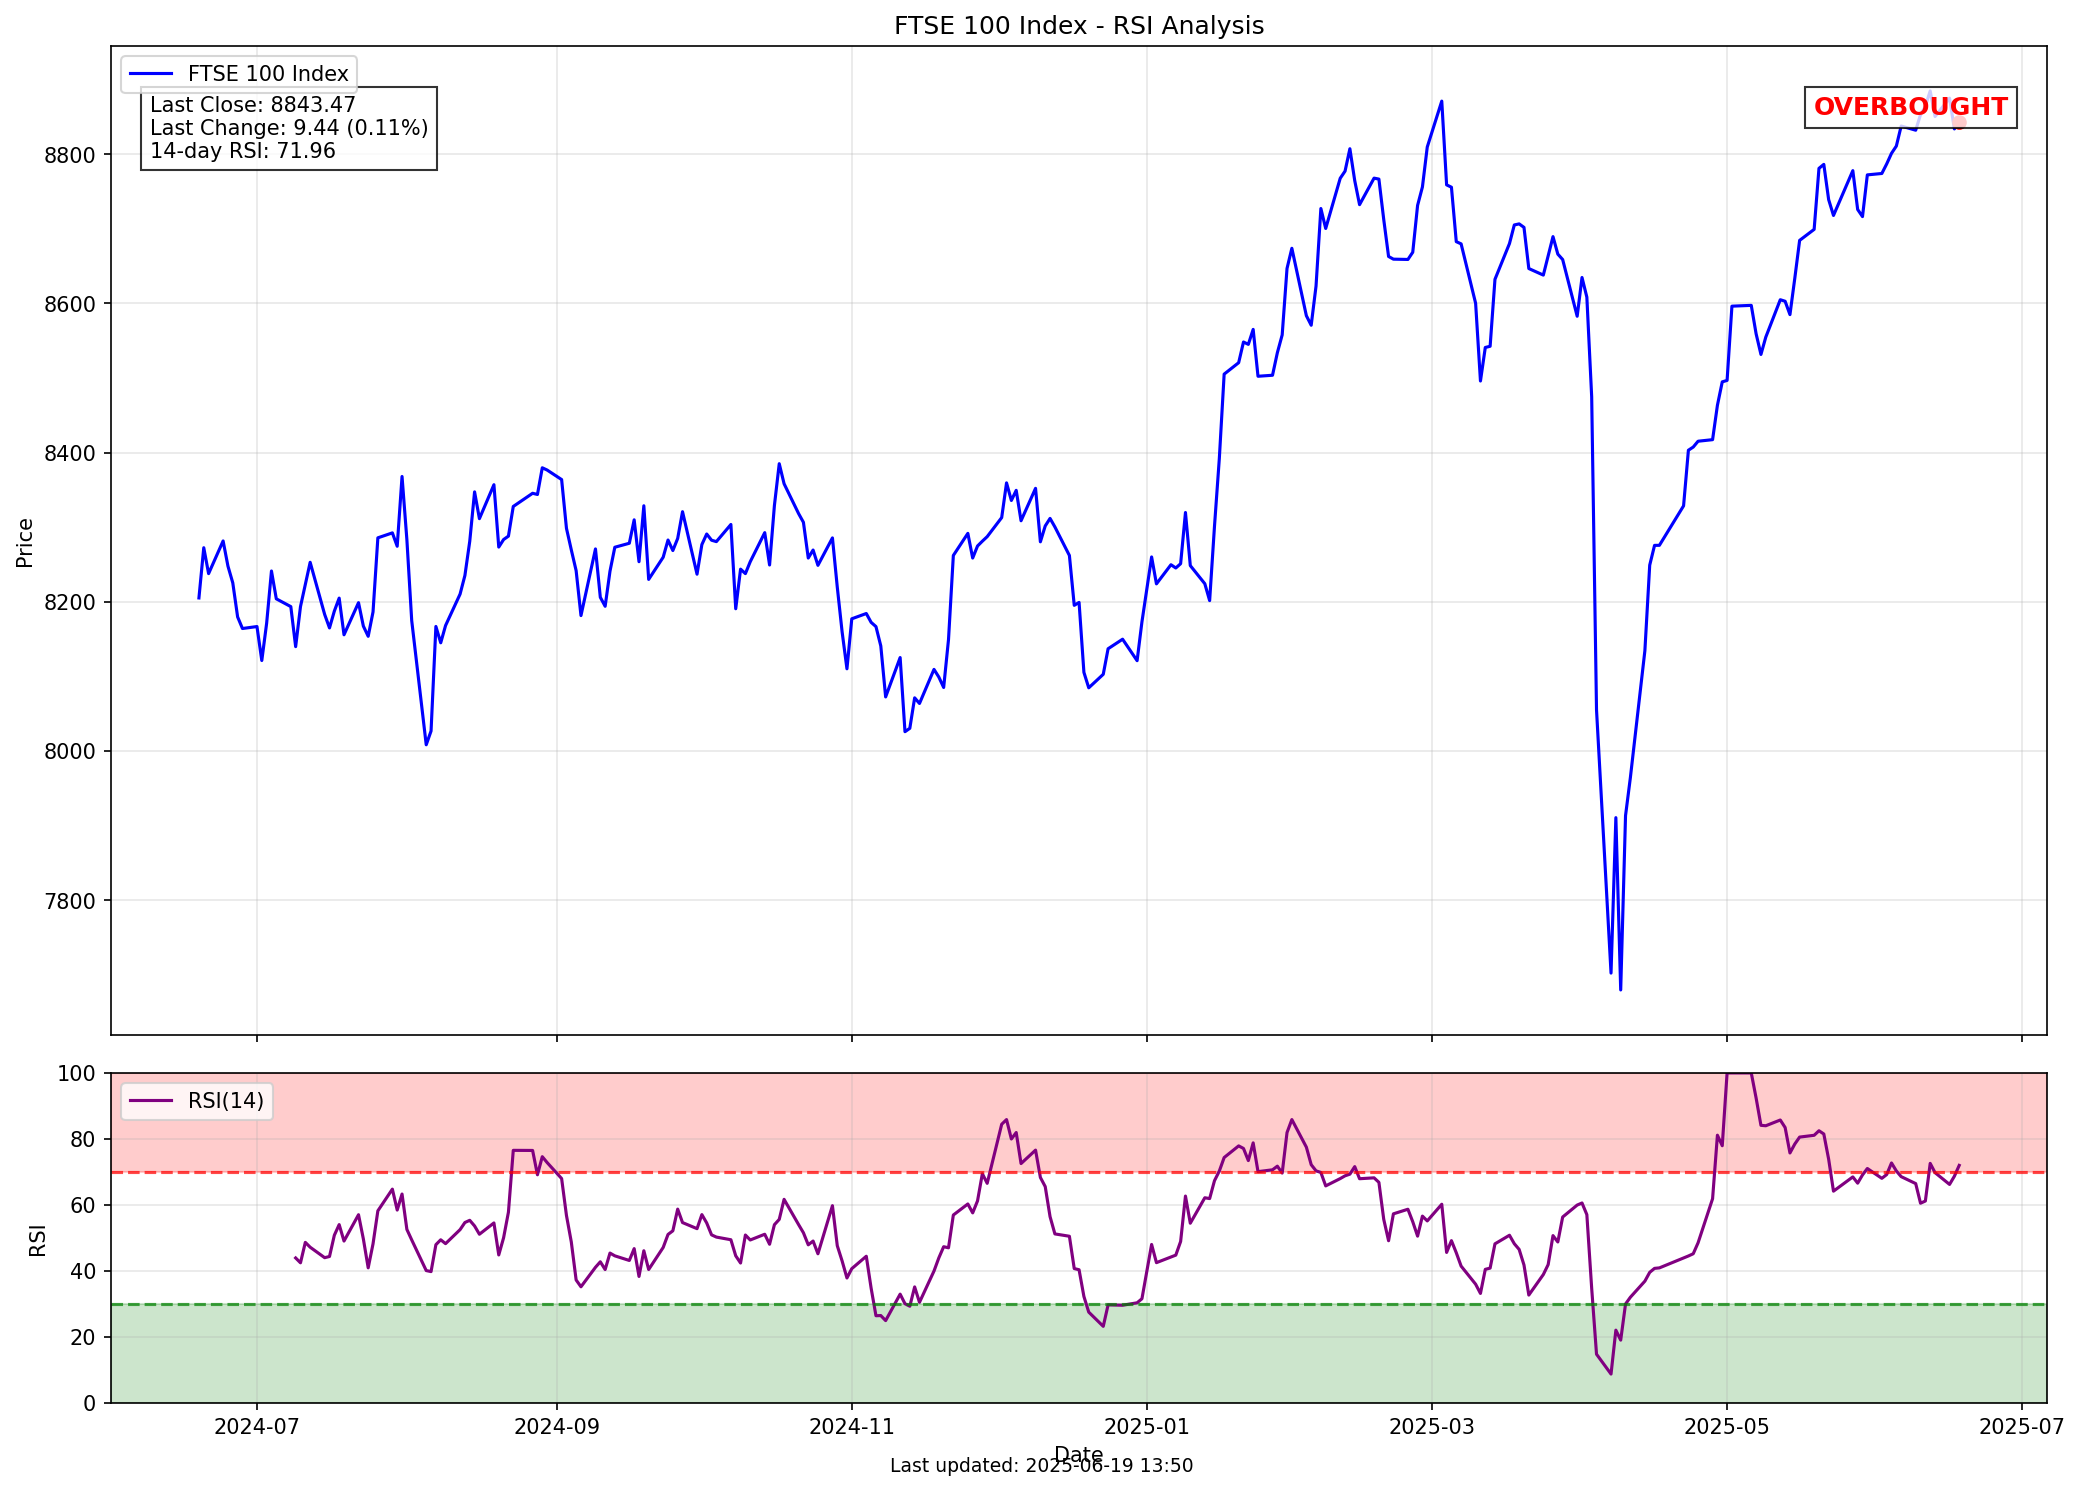 FTSE 100 Index - RSI Analysis
FTSE 100 Index
Last Close: 8843.47
Last Change: 9.44 (0.11%)
14-day RSI: 71.96
OVERBOUGHT
Price
8800
8600
8400
8200
8000
7800
RSI(14)
RSI
100
80
60
40
20
0
2024-07
2024-09
2024-11
2025-01
2025-03
2025-05
2025-07
Date
Last updated: 2025-06-19 13:50